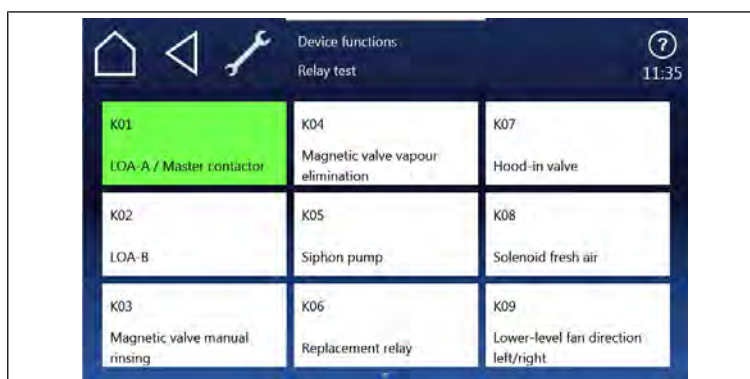 Device functions
Relay test
?
11:35
K01
LOA-A / Master contactor
K04
Magnetic valve vapour
elimination
K07
Hood-in valve
K02
LOA-B
K05
Siphon pump
K08
Solenoid fresh air
K03
Magnetic valve manual
rinsing
K06
Replacement relay
K09
Lower-level fan direction
left/right